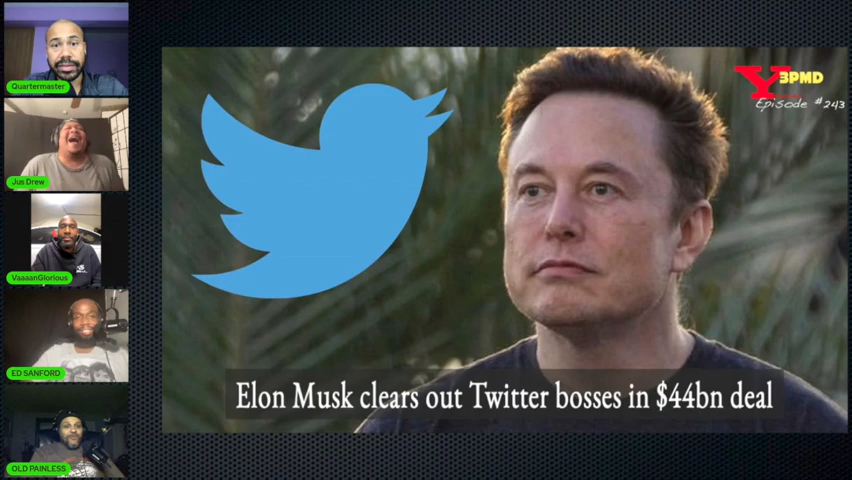 Quartermaster
Jus Drew
VaaaanGlorious
ED SANFORD
OLD PAINLESS
Y 3PMD
Episode #243
Elon Musk clears out Twitter bosses in $44bn deal